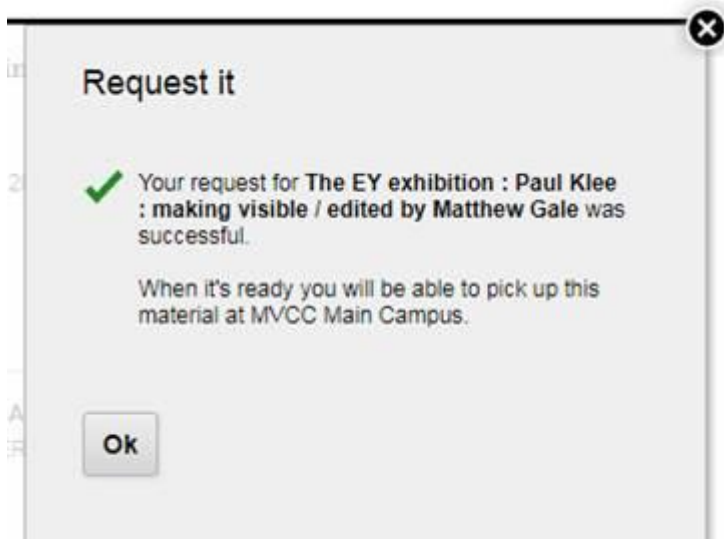 Request it
Your request for The EY exhibition : Paul Klee
: making visible / edited by Matthew Gale was
successful.
When it's ready you will be able to pick up this
material at MVCC Main Campus.
Ok